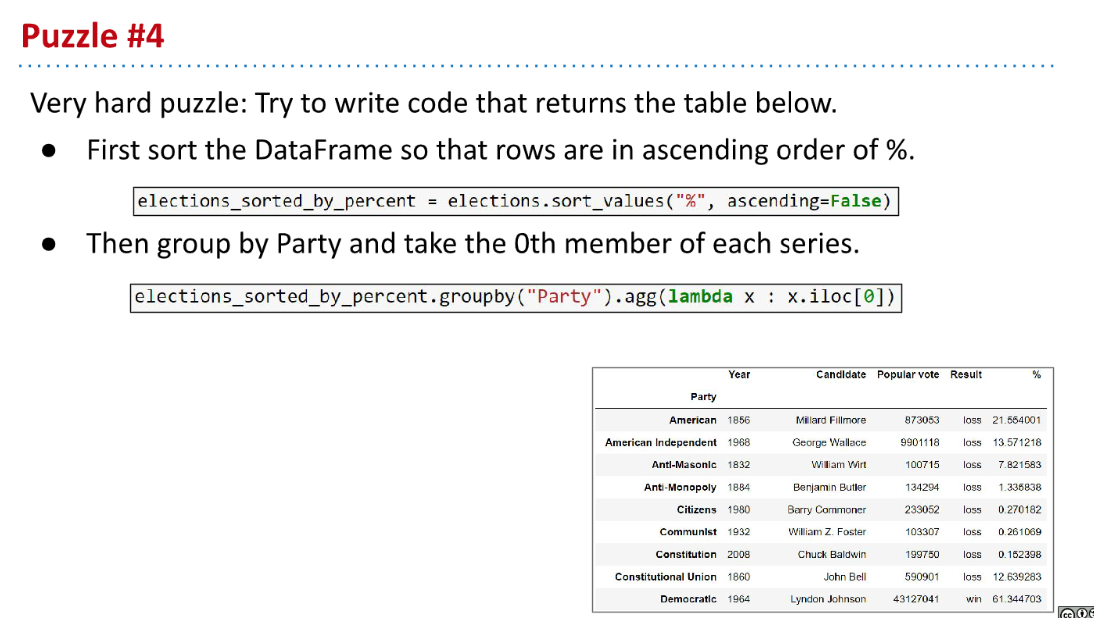 Puzzle #4
Very hard puzzle: Try to write code that returns the table below.
● First sort the DataFrame so that rows are in ascending order of %.
elections_sorted_by_percent = elections.sort_values("%", ascending=False)
● Then group by Party and take the 0th member of each series.
elections_sorted_by_percent.groupby("Party").agg(lambda x : x.iloc[0])
Year Candidate Popular vote Result %
Party
American 1856 Millard Fillmore 873053 loss 21.554001
American Independent 1968 George Wallace 9901118 loss 13.571218
Anti-Masonic 1832 William Wirt 100715 loss 7.821583
Anti-Monopoly 1884 Benjamin Butler 134294 loss 1.335838
Citizens 1980 Barry Commoner 233052 loss 0.270182
Communist 1932 William Z. Foster 103307 loss 0.261069
Constitution 2008 Chuck Baldwin 199750 loss 0.152398
Constitutional Union 1860 John Bell 590901 loss 12.639283
Democratic 1964 Lyndon Johnson 43127041 win 61.344703